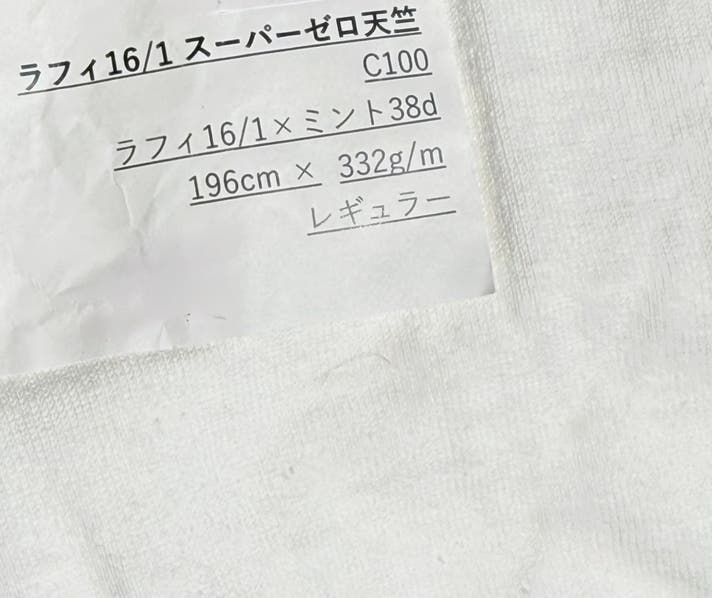 ラフィ16/1 スーパーゼロ天竺
C100
ラフィ16/1×ミント38d
196cm × 332g/m
レギュラー